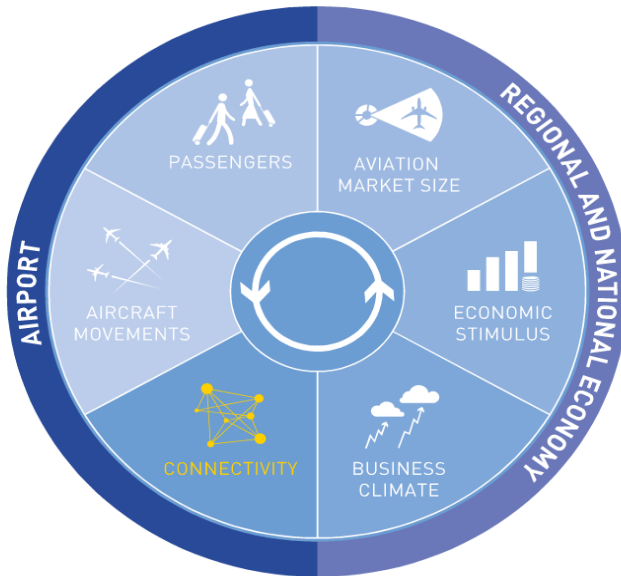 AIRPORT
REGIONAL AND NATIONAL ECONOMY
PASSENGERS
AVIATION
MARKET SIZE
AIRCRAFT
MOVEMENTS
ECONOMIC
STIMULUS
CONNECTIVITY
BUSINESS
CLIMATE